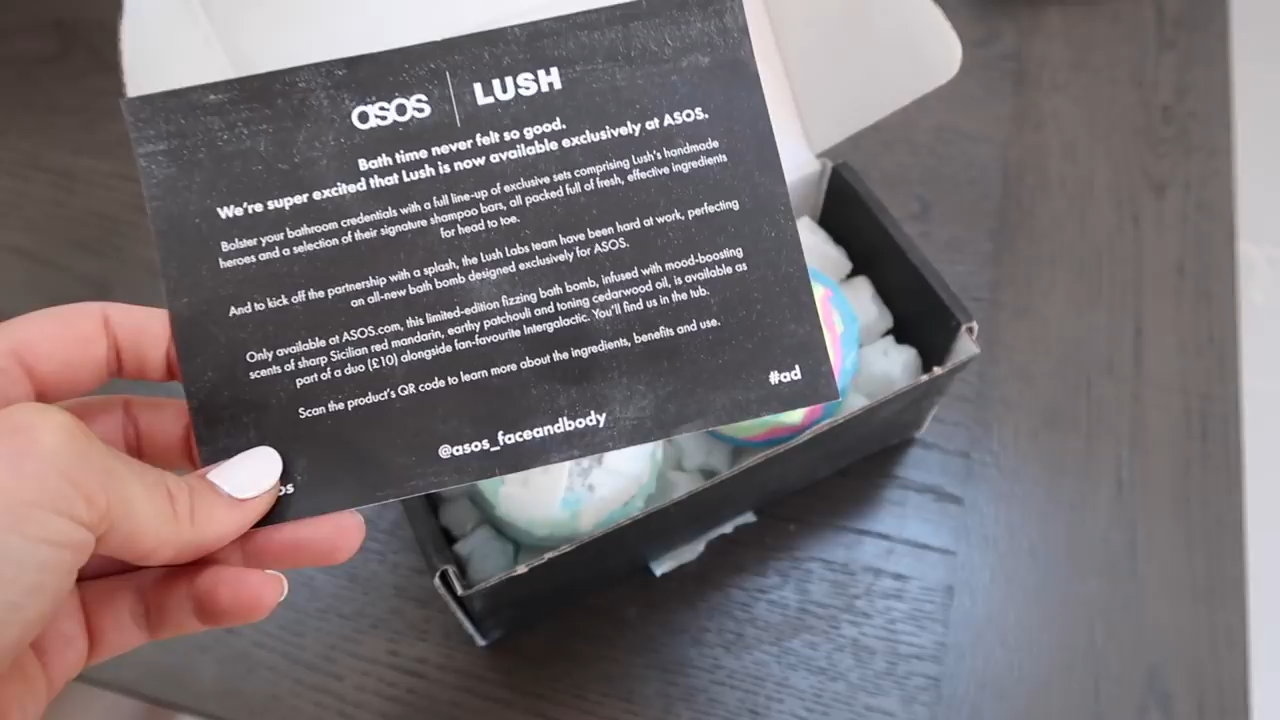 asos | LUSH
Bath time never felt so good.
We're super excited that Lush is now available exclusively at ASOS.
Bolster your bathroom credentials with a full line-up of exclusive sets comprising Lush's handmade
heroes and a selection of their signature shampoo bars, all packed full of fresh, effective ingredients
for head to toe.
And to kick off the partnership with a splash, the Lush Labs team have been hard at work, perfecting
an all-new bath bomb designed exclusively for ASOS.
Only available at ASOS.com, this limited-edition fizzing bath bomb, infused with mood-boosting
scents of sharp Sicilian red mandarin, earthy patchouli and toning cedarwood oil, is available as
part of a duo (£10) alongside fan-favourite Intergalactic. You'll find us in the tub.
Scan the product's QR code to learn more about the ingredients, benefits and use.
#ad
@asos_faceandbody